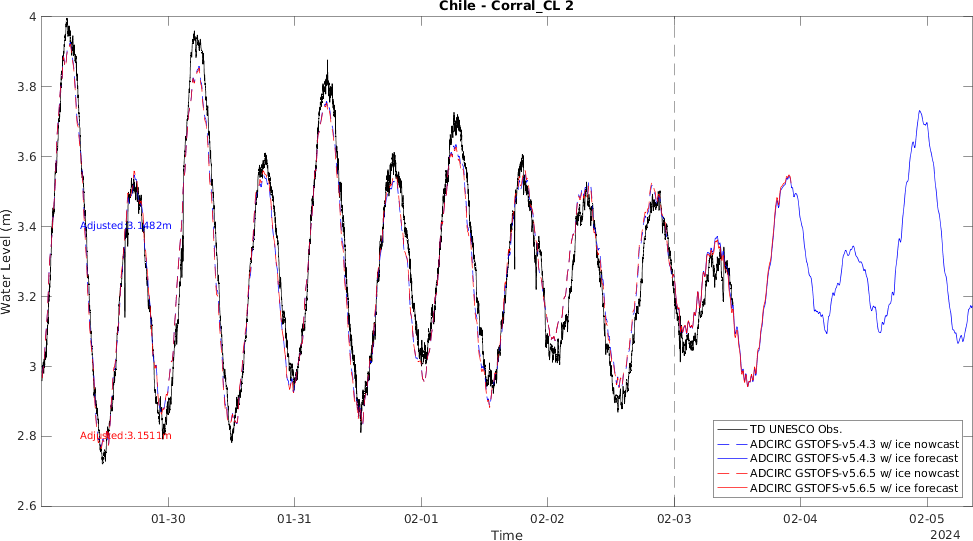 Chile - Corral_CL 2
Water Level (m)
4
3.8
3.6
3.4
3.2
3
2.8
2.6
Adjusted:3.1482m
Adjusted:3.1511m
TD UNESCO Obs.
ADCIRC GSTOFS-v5.4.3 w/ ice nowcast
ADCIRC GSTOFS-v5.4.3 w/ ice forecast
ADCIRC GSTOFS-v5.6.5 w/ ice nowcast
ADCIRC GSTOFS-v5.6.5 w/ ice forecast
01-30 01-31 02-01 02-02 02-03 02-04 02-05
Time
2024